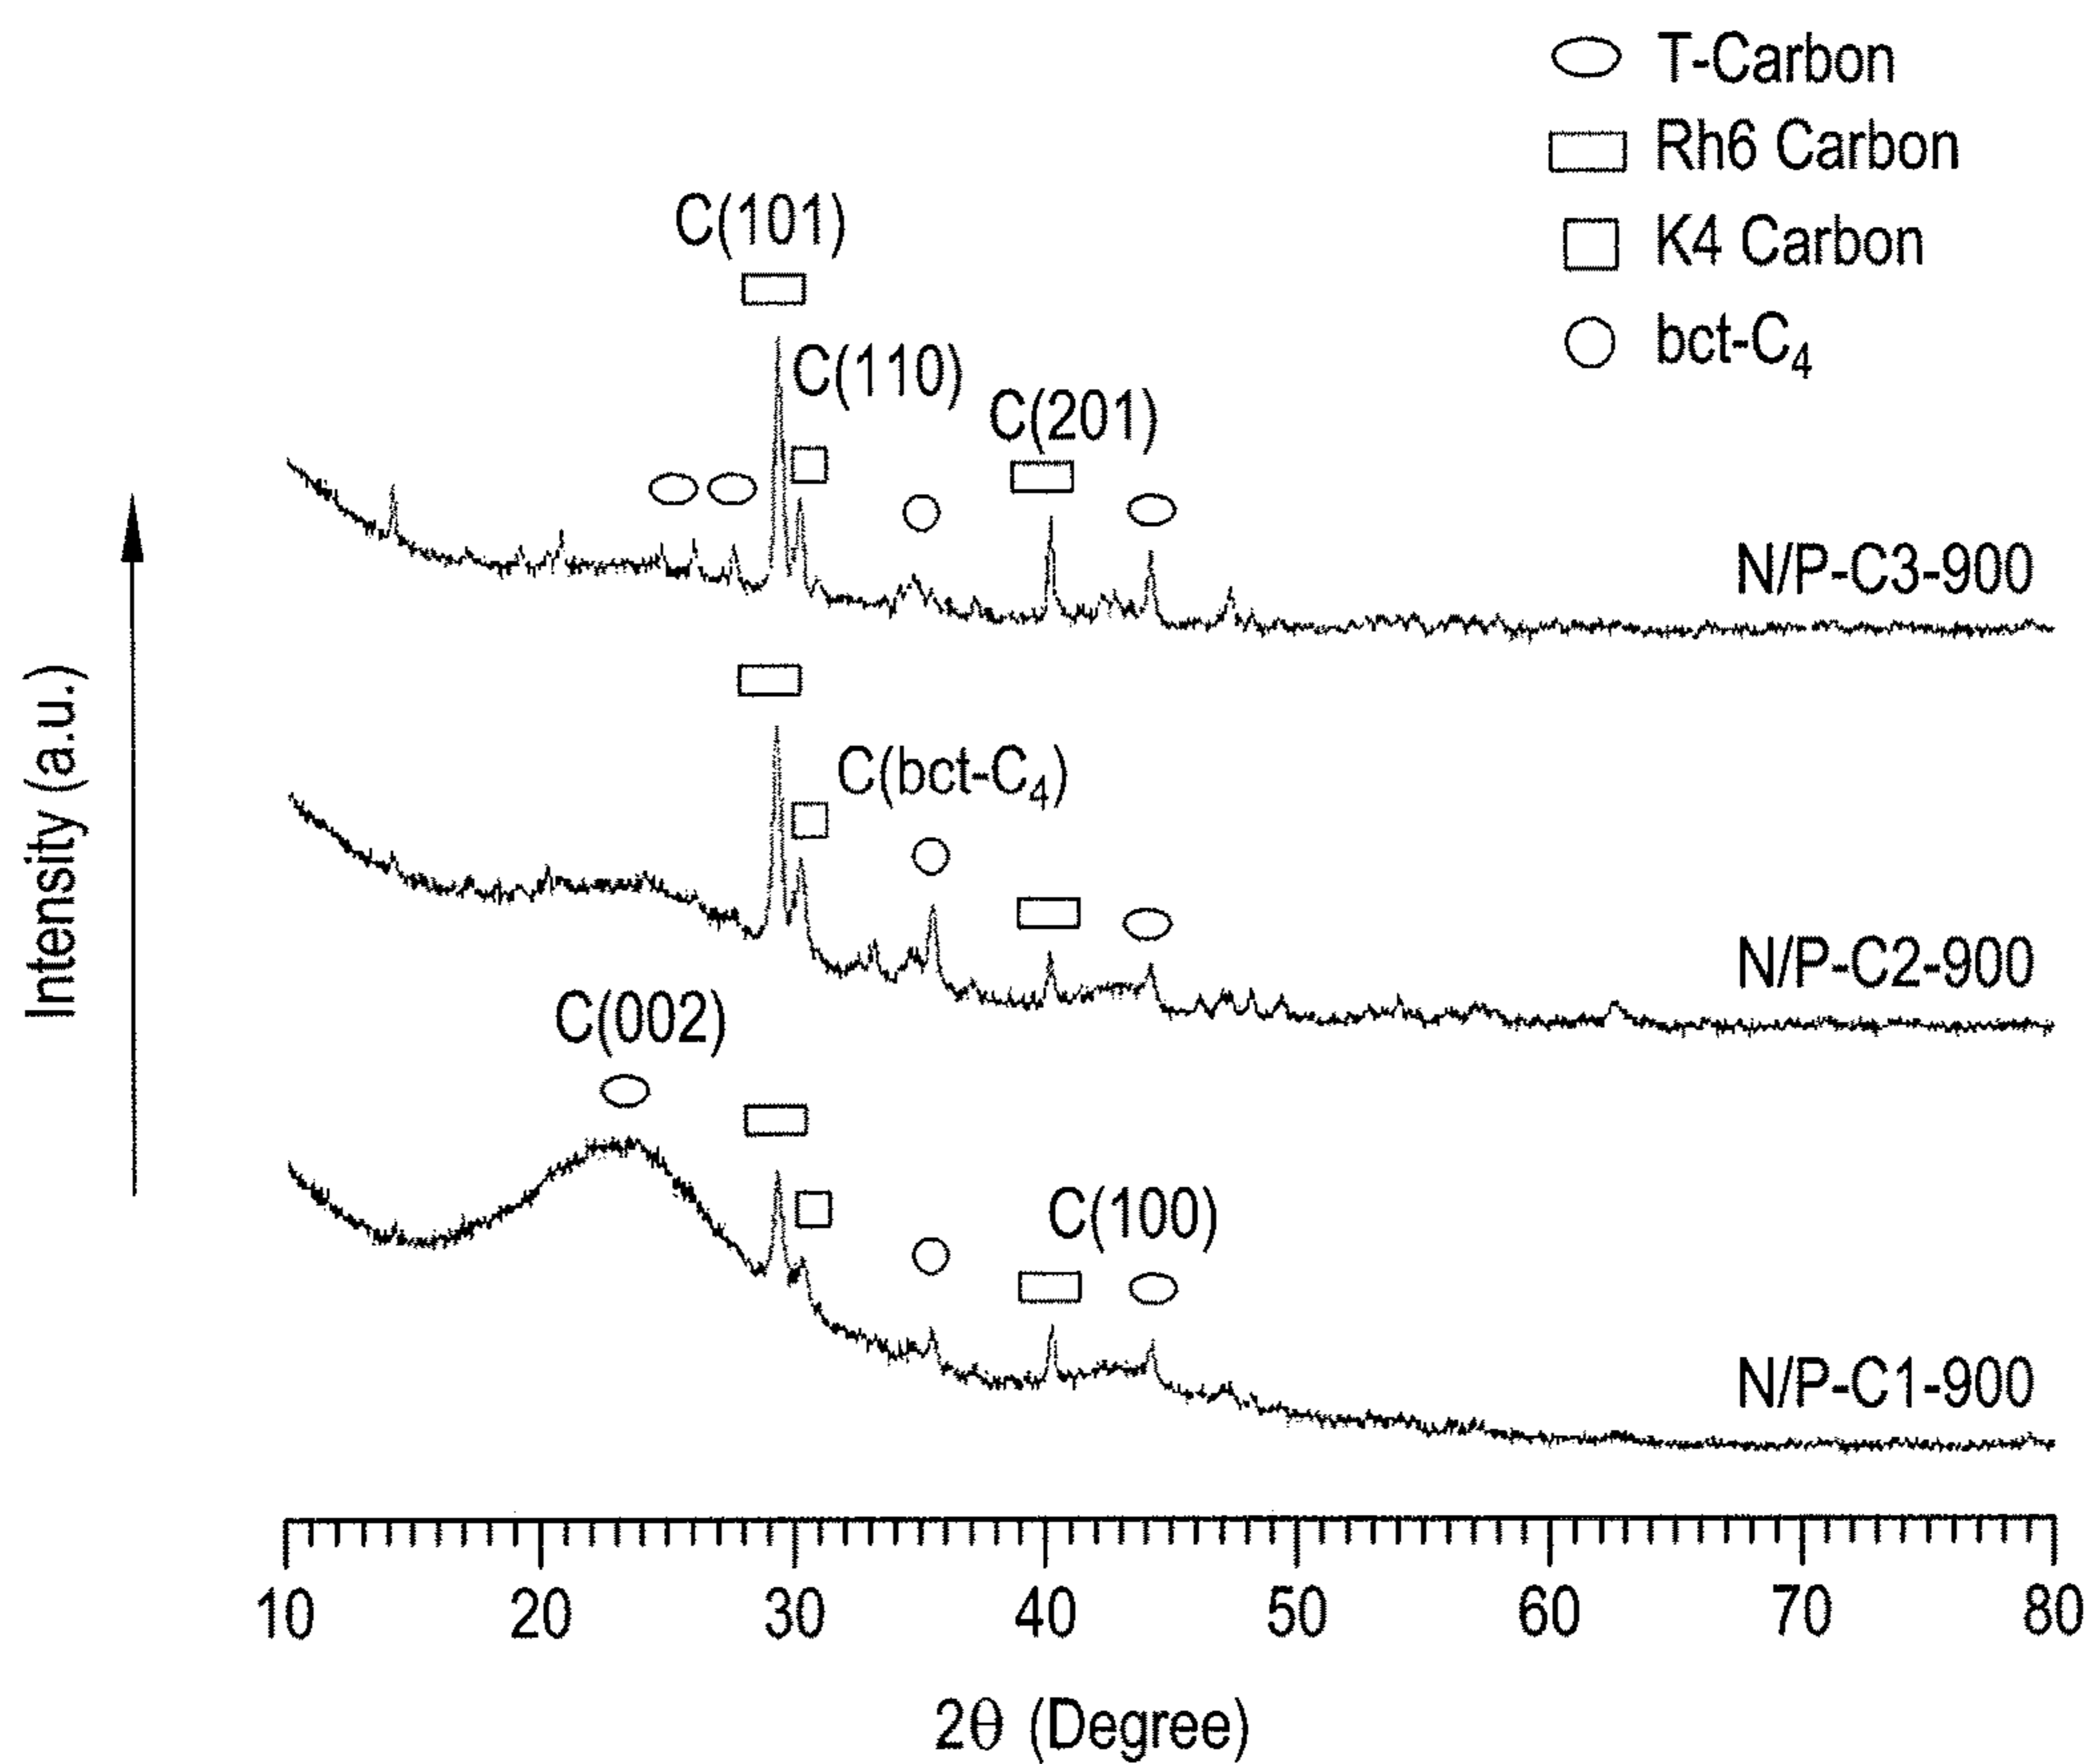 T-Carbon
Rh6 Carbon
K4 Carbon
bct-C₄
C(101)
C(110)
C(201)
N/P-C3-900
C(bct-C₄)
N/P-C2-900
C(002)
C(100)
N/P-C1-900
Intensity (a.u.)
10 20 30 40 50 60 70 80
2θ (Degree)